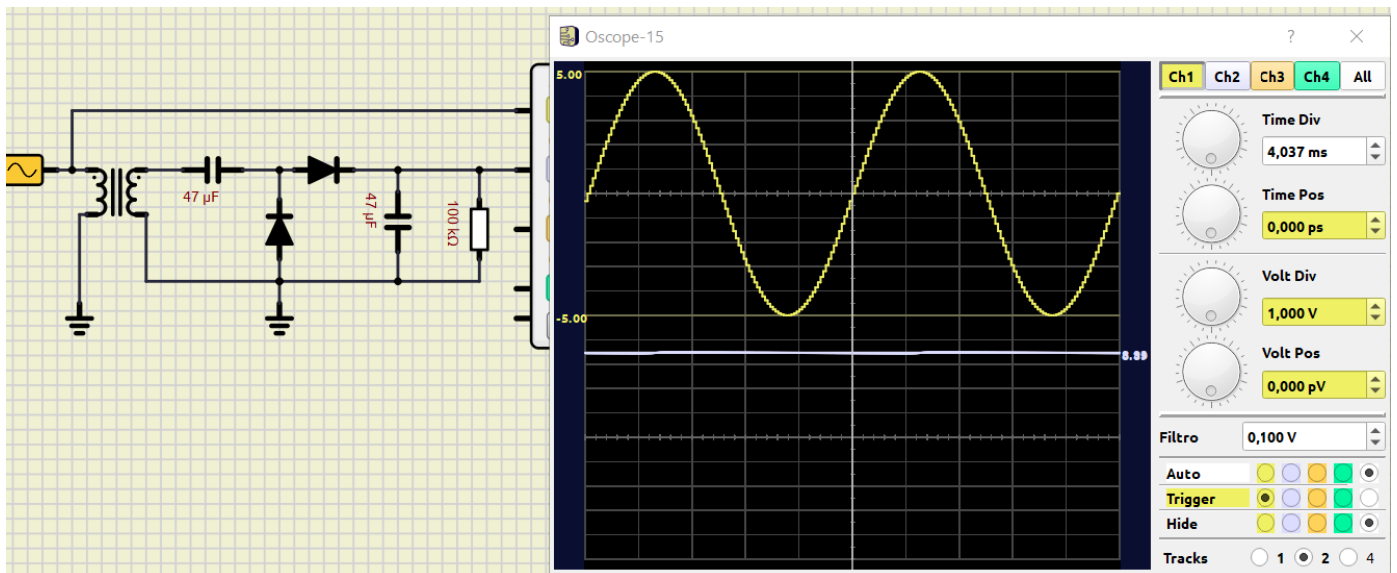 Oscope-15
?
47 µF
47 µF
100 kΩ
5.00
-5.00
8.99
Ch1 Ch2 Ch3 Ch4 All
Time Div
4,037 ms
Time Pos
0,000 ps
Volt Div
1,000 V
Volt Pos
0,000 pV
Filtro 0,100 V
Auto
Trigger
Hide
Tracks 1 2 4